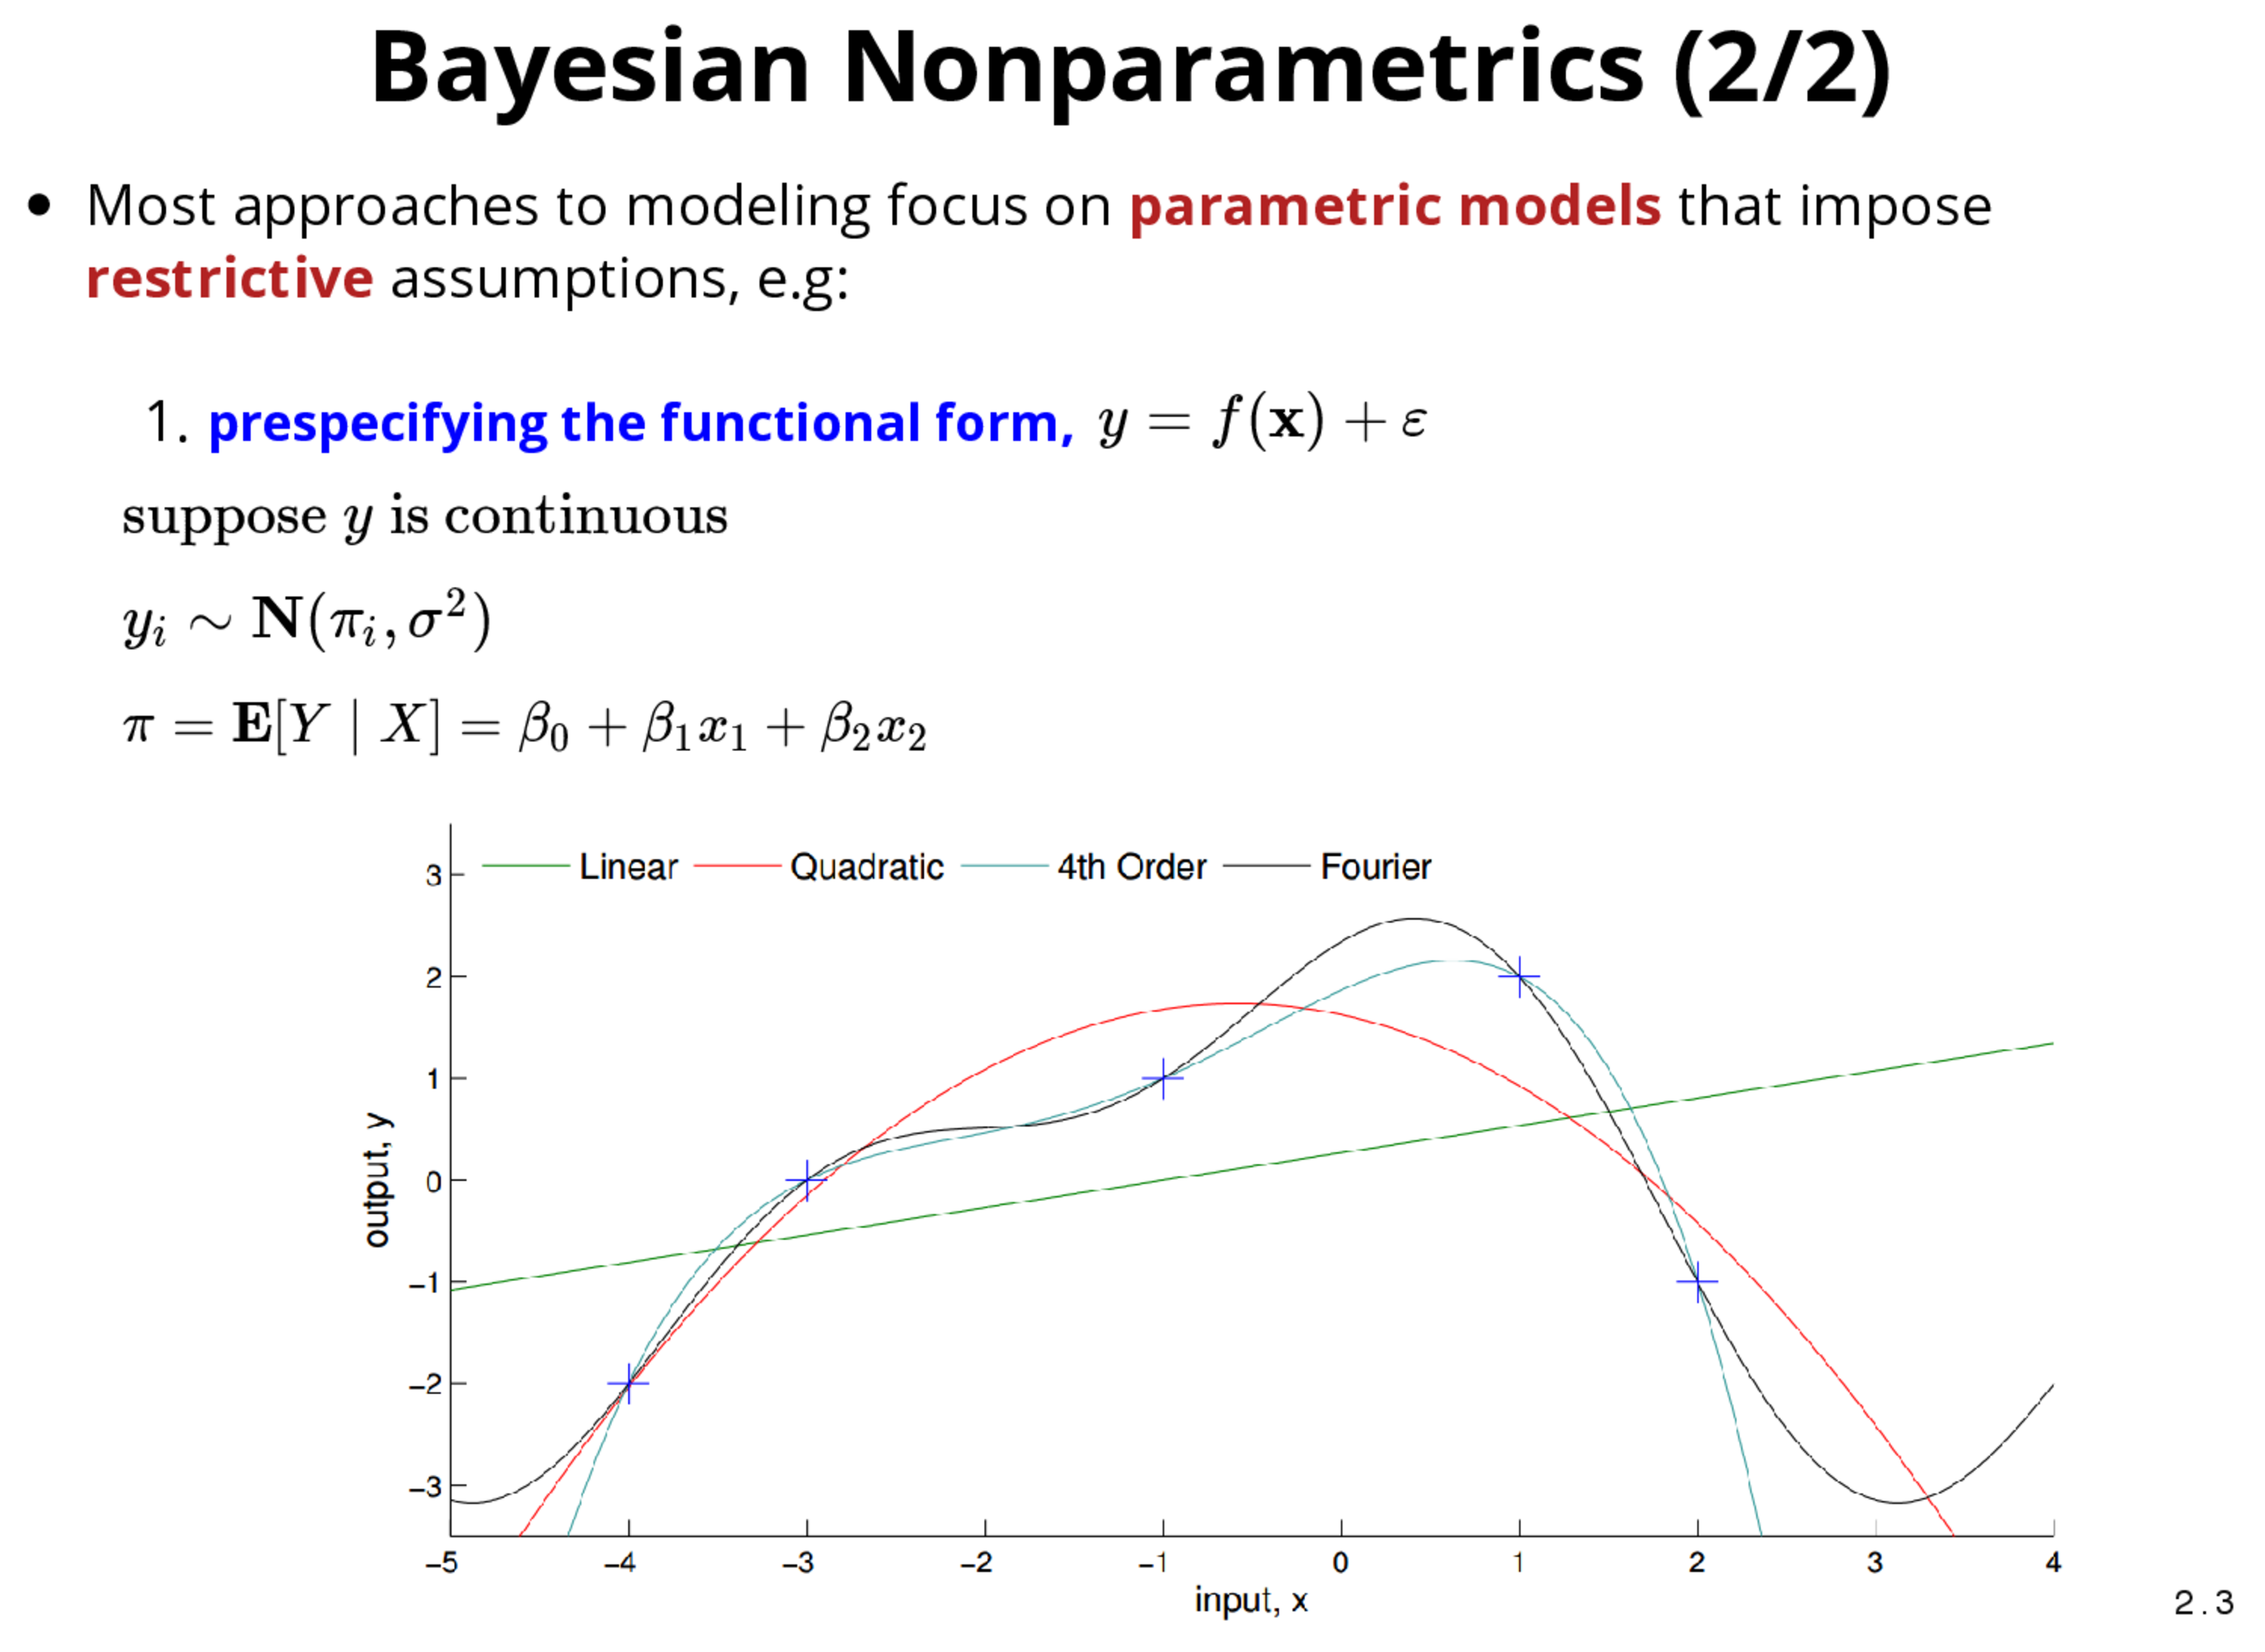 Bayesian Nonparametrics (2/2)
• Most approaches to modeling focus on parametric models that impose
restrictive assumptions, e.g:
1. prespecifying the functional form, y = f(𝐱) + ε
suppose y is continuous
yᵢ ∼ 𝐍(πᵢ, σ²)
π = 𝐄[Y | X] = β₀ + β₁x₁ + β₂x₂
Linear Quadratic 4th Order Fourier
3
2
1
0
−1
−2
−3
output, y
−5 −4 −3 −2 −1 0 1 2 3 4
input, x
2.3